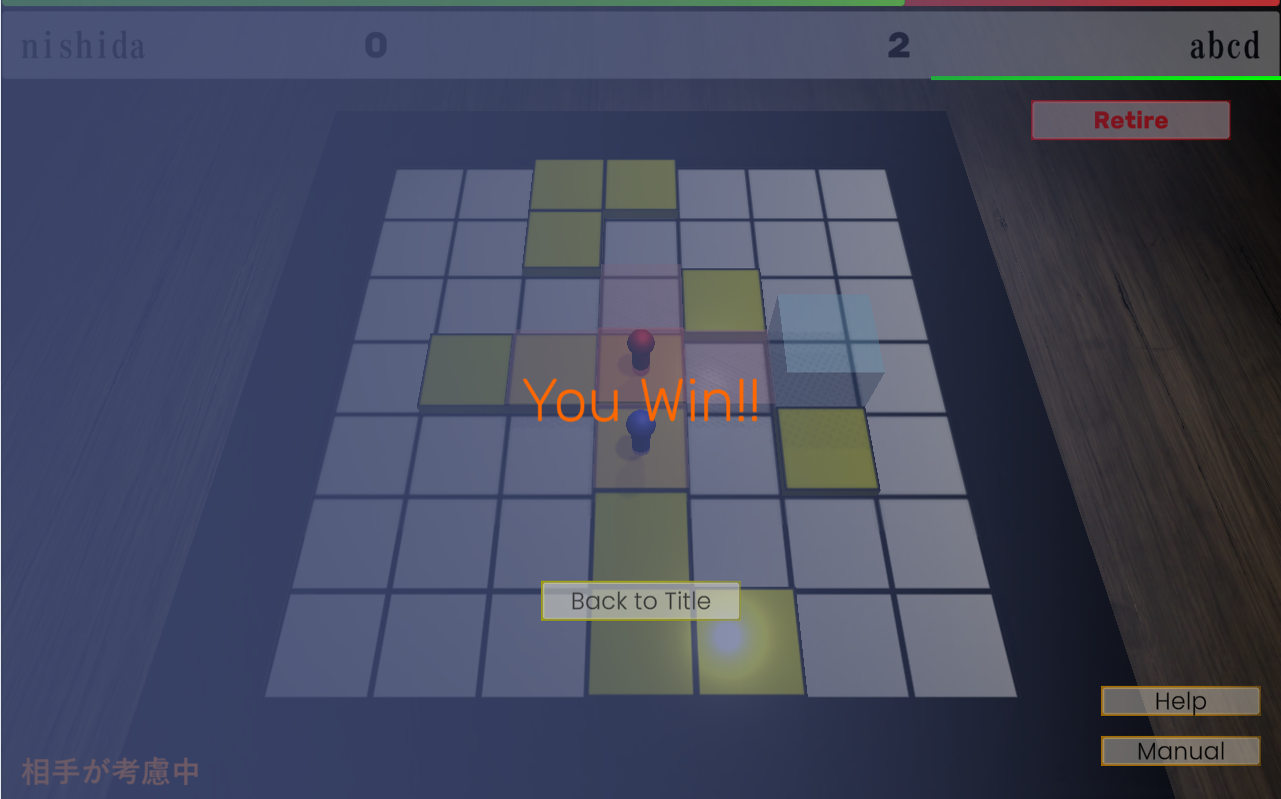 nishida 0 2 abcd
Retire
You Win!!
Back to Title
Help
Manual
相手が考慮中